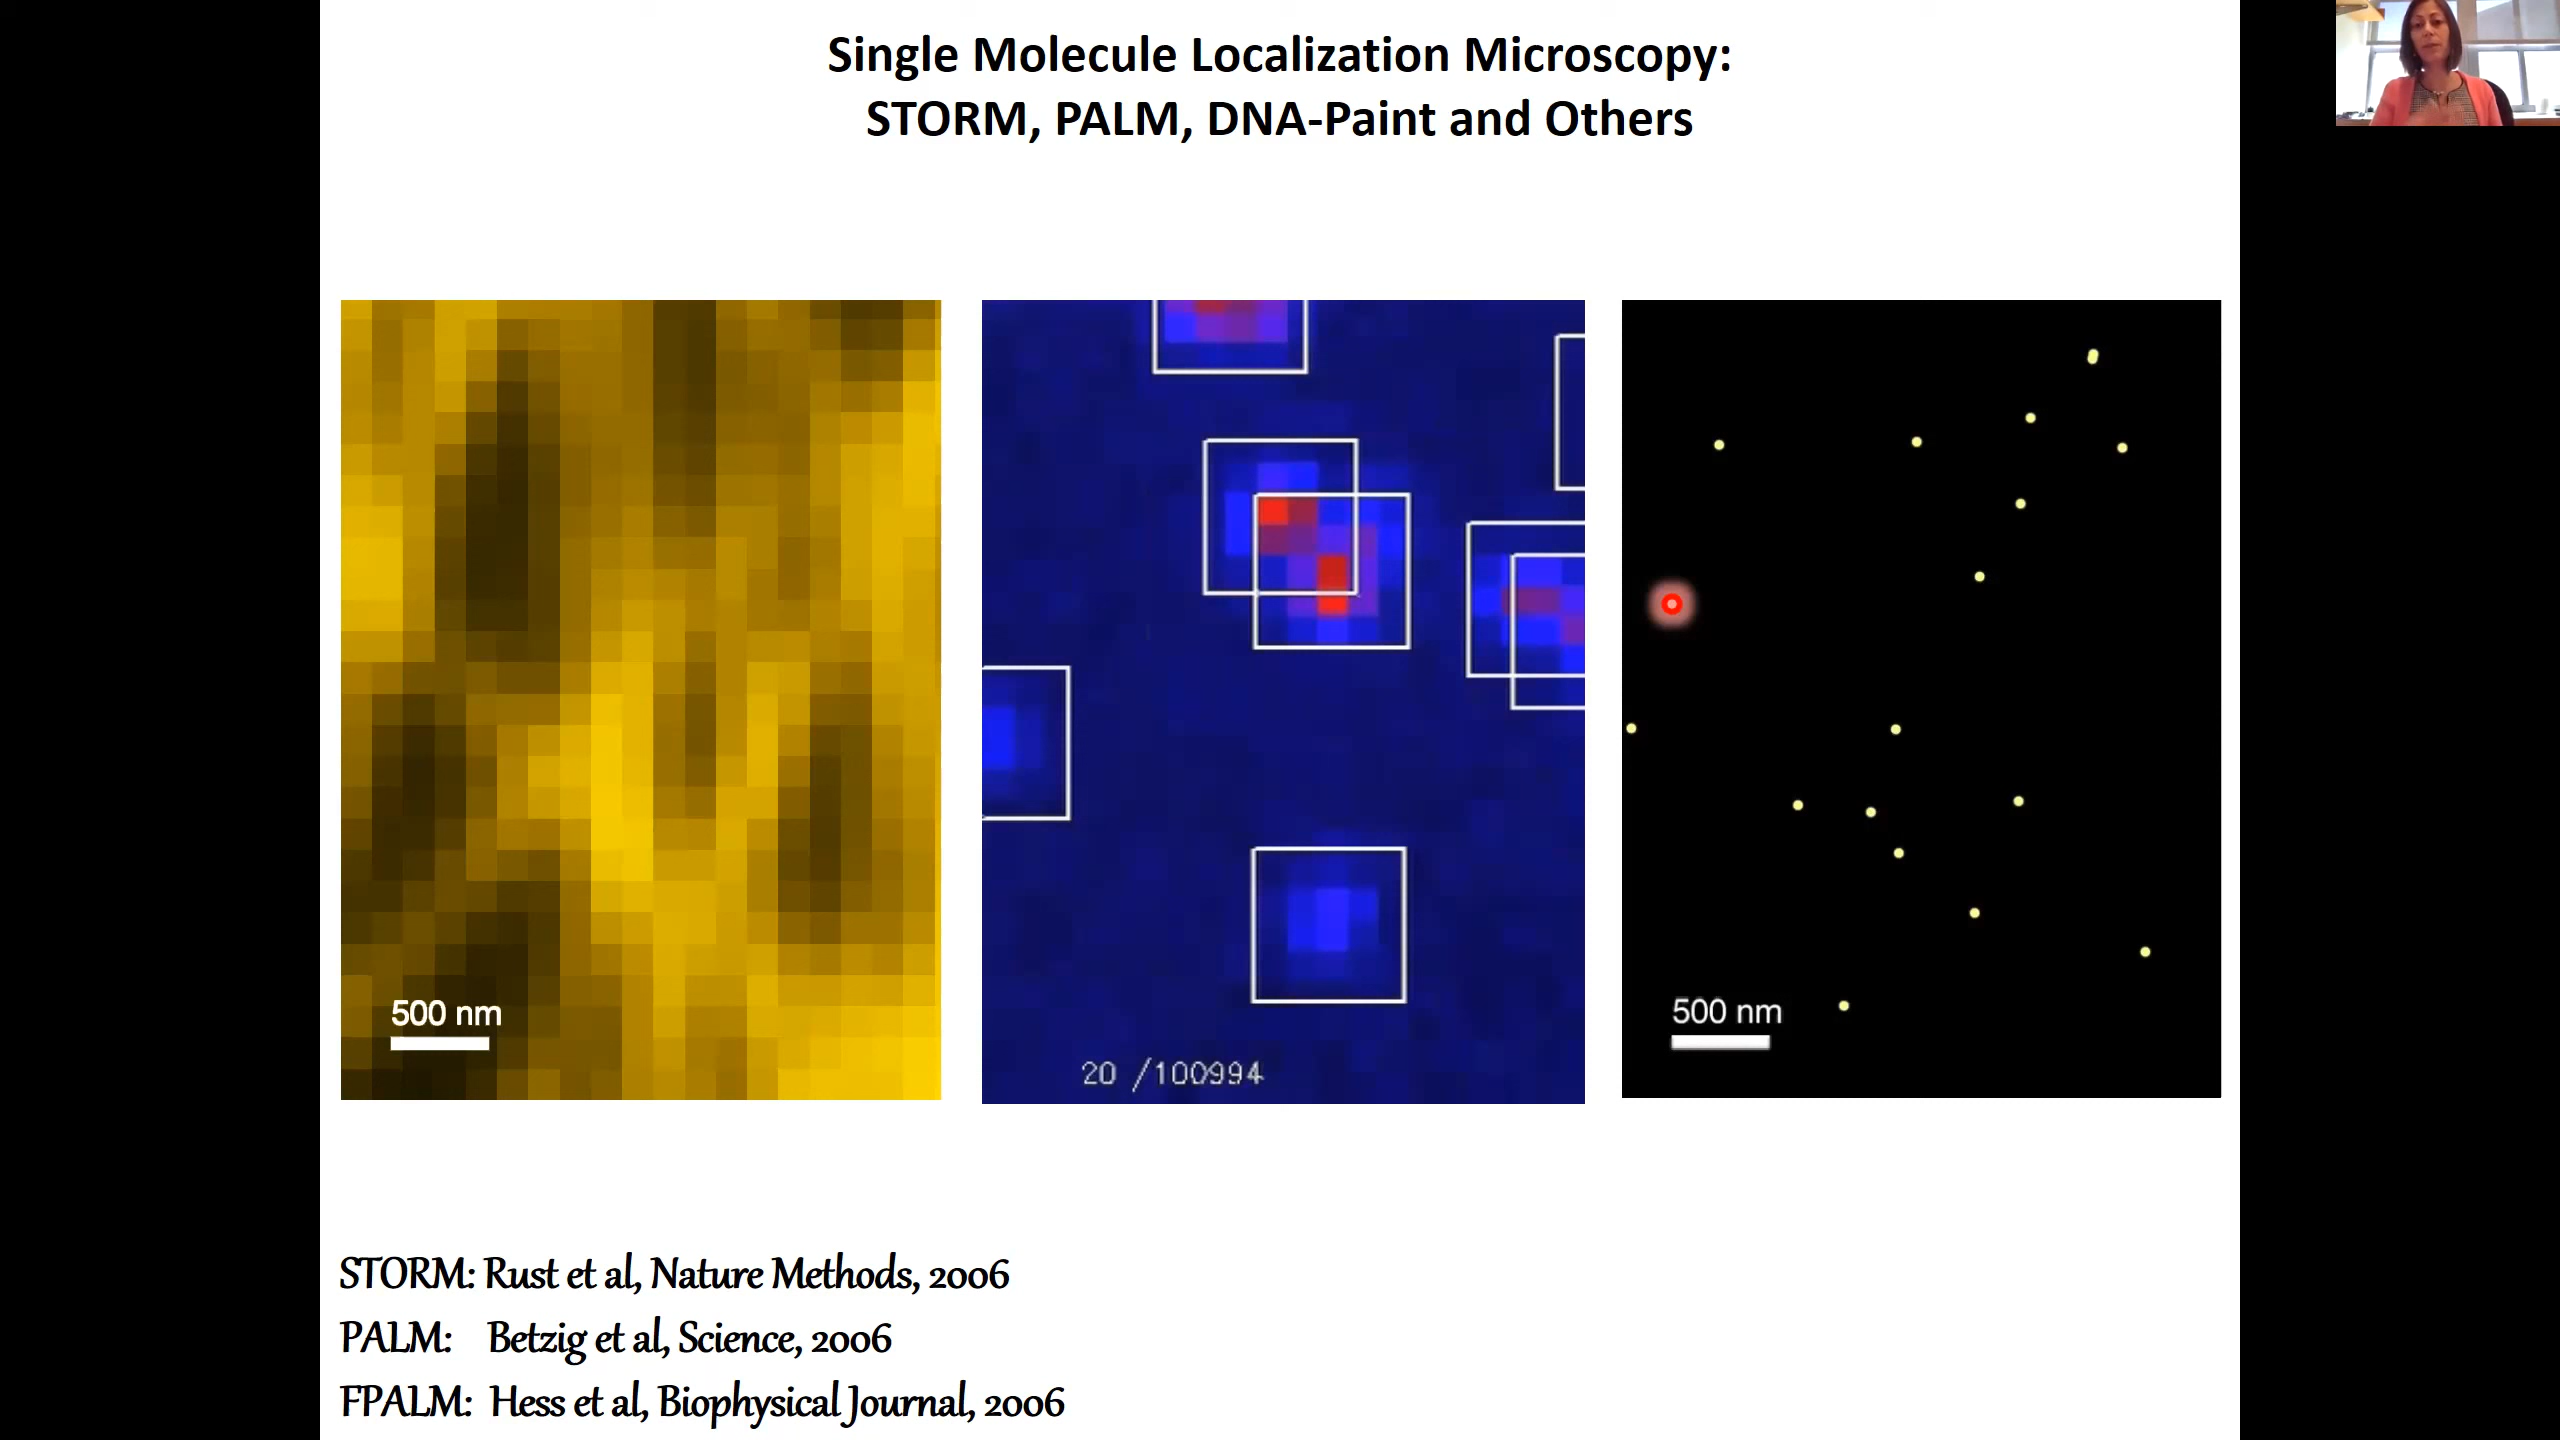 Single Molecule Localization Microscopy:
STORM, PALM, DNA-Paint and Others
500 nm
20 /100994
500 nm
STORM: Rust et al, Nature Methods, 2006
PALM: Betzig et al, Science, 2006
FPALM: Hess et al, Biophysical Journal, 2006